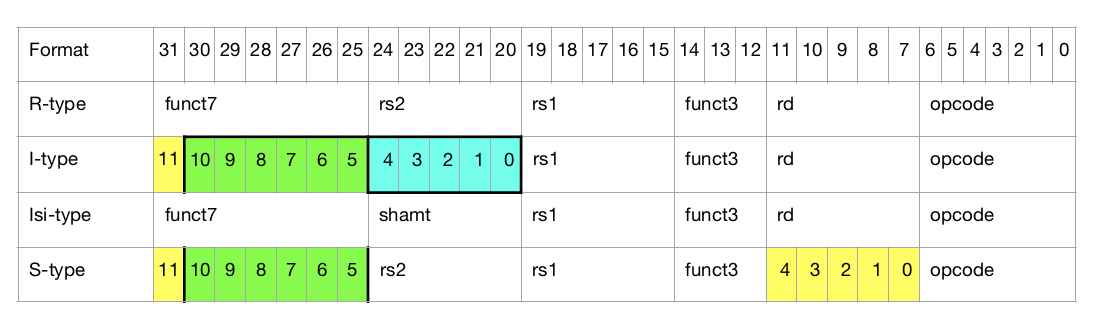 Format 31 30 29 28 27 26 25 24 23 22 21 20 19 18 17 16 15 14 13 12 11 10 9 8 7 6 5 4 3 2 1 0
R-type funct7 rs2 rs1 funct3 rd opcode
I-type 11 10 9 8 7 6 5 4 3 2 1 0 rs1 funct3 rd opcode
Isi-type funct7 shamt rs1 funct3 rd opcode
S-type 11 10 9 8 7 6 5 rs2 rs1 funct3 4 3 2 1 0 opcode